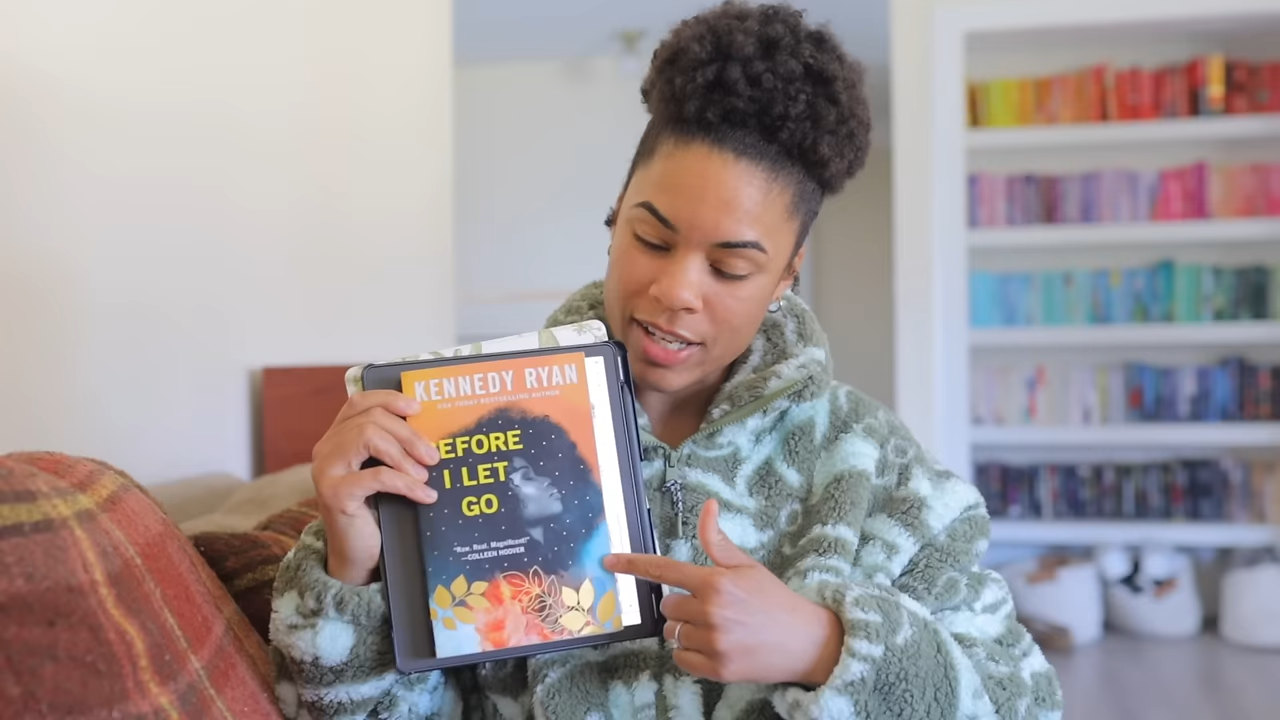 KENNEDY RYAN
USA TODAY BESTSELLING AUTHOR
EFORE
I LET
GO
"Raw. Real. Magnificent!"
—COLLEEN HOOVER